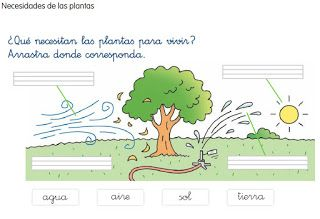 Necesidades de las plantas
¿Qué necesitan las plantas para vivir?
Arrastra donde corresponda.
agua aire sol tierra